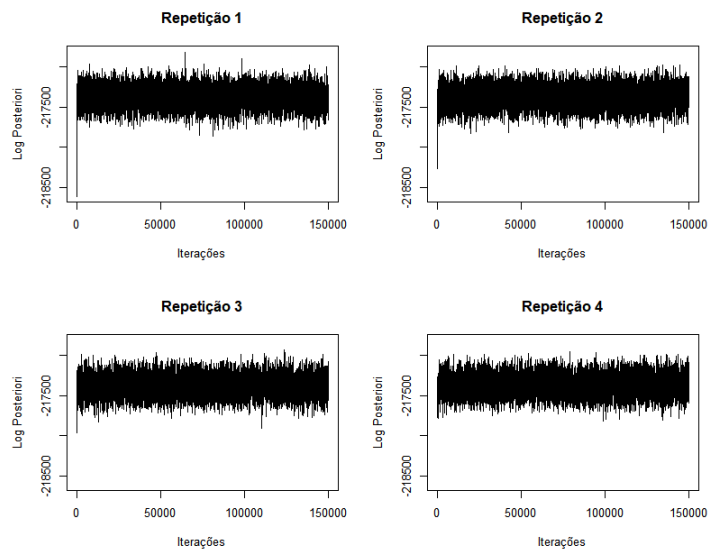 Repetição 1
Log Posteriori
-217500
-218500
0
50000
100000
150000
Iterações
Repetição 2
Log Posteriori
-217500
-218500
0
50000
100000
150000
Iterações
Repetição 3
Log Posteriori
-217500
-218500
0
50000
100000
150000
Iterações
Repetição 4
Log Posteriori
-217500
-218500
0
50000
100000
150000
Iterações